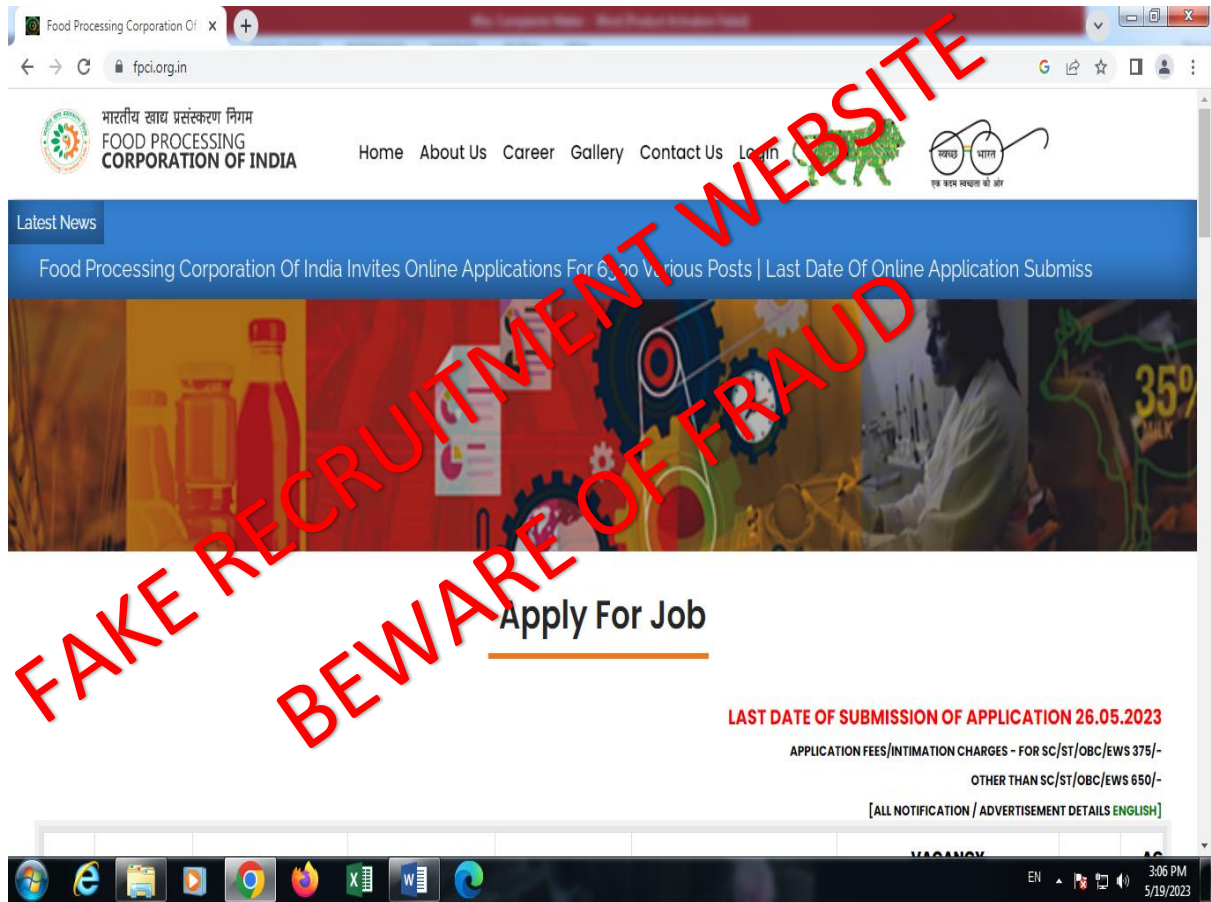 Food Processing Corporation Of
fpci.org.in
भारतीय खाद्य प्रसंस्करण निगम
FOOD PROCESSING
CORPORATION OF INDIA
Home About Us Career Gallery Contact Us Login
स्वच्छ भारत
एक कदम स्वच्छता की ओर
Latest News
Food Processing Corporation Of India Invites Online Applications For Various Posts | Last Date Of Online Application Submiss
35%
MILK
FAKE RECRUITMENT WEBSITE
BEWARE OF FRAUD
Apply For Job
LAST DATE OF SUBMISSION OF APPLICATION 26.05.2023
APPLICATION FEES/INTIMATION CHARGES - FOR SC/ST/OBC/EWS 375/-
OTHER THAN SC/ST/OBC/EWS 650/-
[ALL NOTIFICATION / ADVERTISEMENT DETAILS ENGLISH]
VACANCY
EN
3:06 PM
5/19/2023